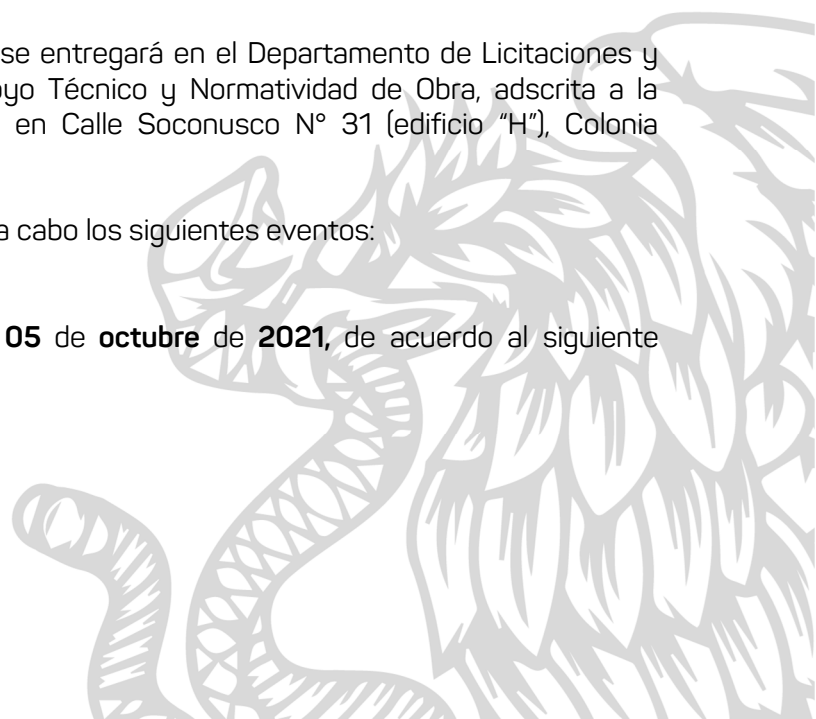 se entregará en el Departamento de Licitaciones y
Técnico y Normatividad de Obra, adscrita a la
en Calle Soconusco N° 31 (edificio “H”), Colonia
a cabo los siguientes eventos:
05 de octubre de 2021, de acuerdo al siguiente